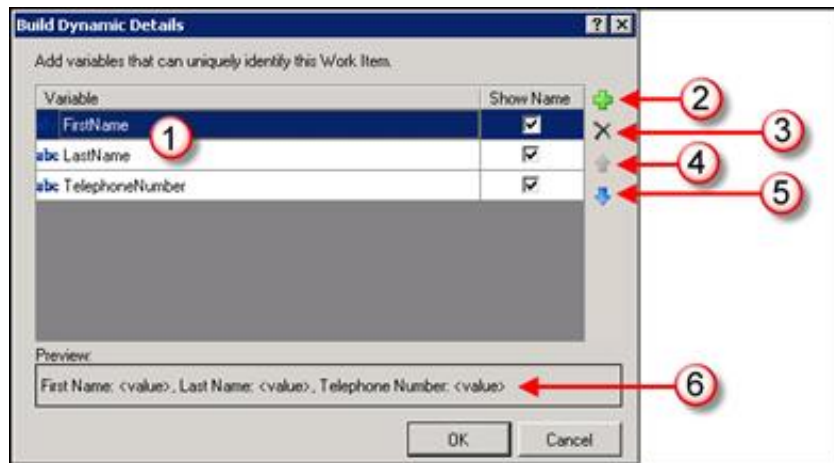 Build Dynamic Details
Add variables that can uniquely identify this Work Item.
Variable Show Name
FirstName
abc LastName
abc TelephoneNumber
Preview:
First Name: <value>, Last Name: <value>, Telephone Number: <value>
OK Cancel
1
2
3
4
5
6